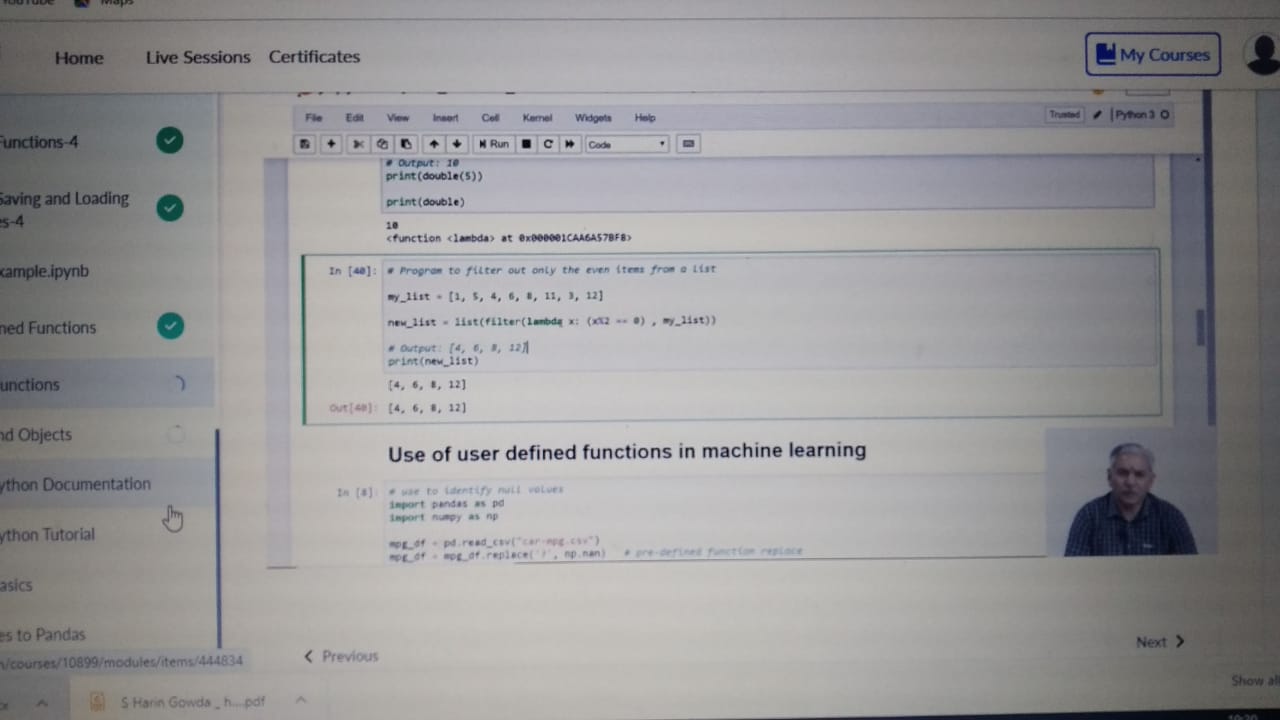 YouTube
Maps
Home
Live Sessions
Certificates
My Courses
Functions-4
Saving and Loading
es-4
xample.ipynb
ned Functions
unctions
nd Objects
ython Documentation
ython Tutorial
asics
es to Pandas
n/courses/10899/modules/items/444834
File Edit View Insert Cell Kernel Widgets Help
Trusted
Python 3
Run
Code
# Output: 10
print(double(5))
print(double)
10
<function <lambda> at 0x000001CAA6A57BF8>
In [40]: # Program to filter out only the even items from a list
my_list = [1, 5, 4, 6, 8, 11, 3, 12]
new_list = list(filter(lambda x: (x%2 == 0) , my_list))
# Output: [4, 6, 8, 12]
print(new_list)
[4, 6, 8, 12]
Out[40]: [4, 6, 8, 12]
Use of user defined functions in machine learning
In [8]: # use to identify null values
import pandas as pd
import numpy as np
mpg_df = pd.read_csv("car-mpg.csv")
mpg_df = mpg_df.replace('?', np.nan) # pre-defined function replace
Previous
Next
Show all
S Harin Gowda _ h....pdf